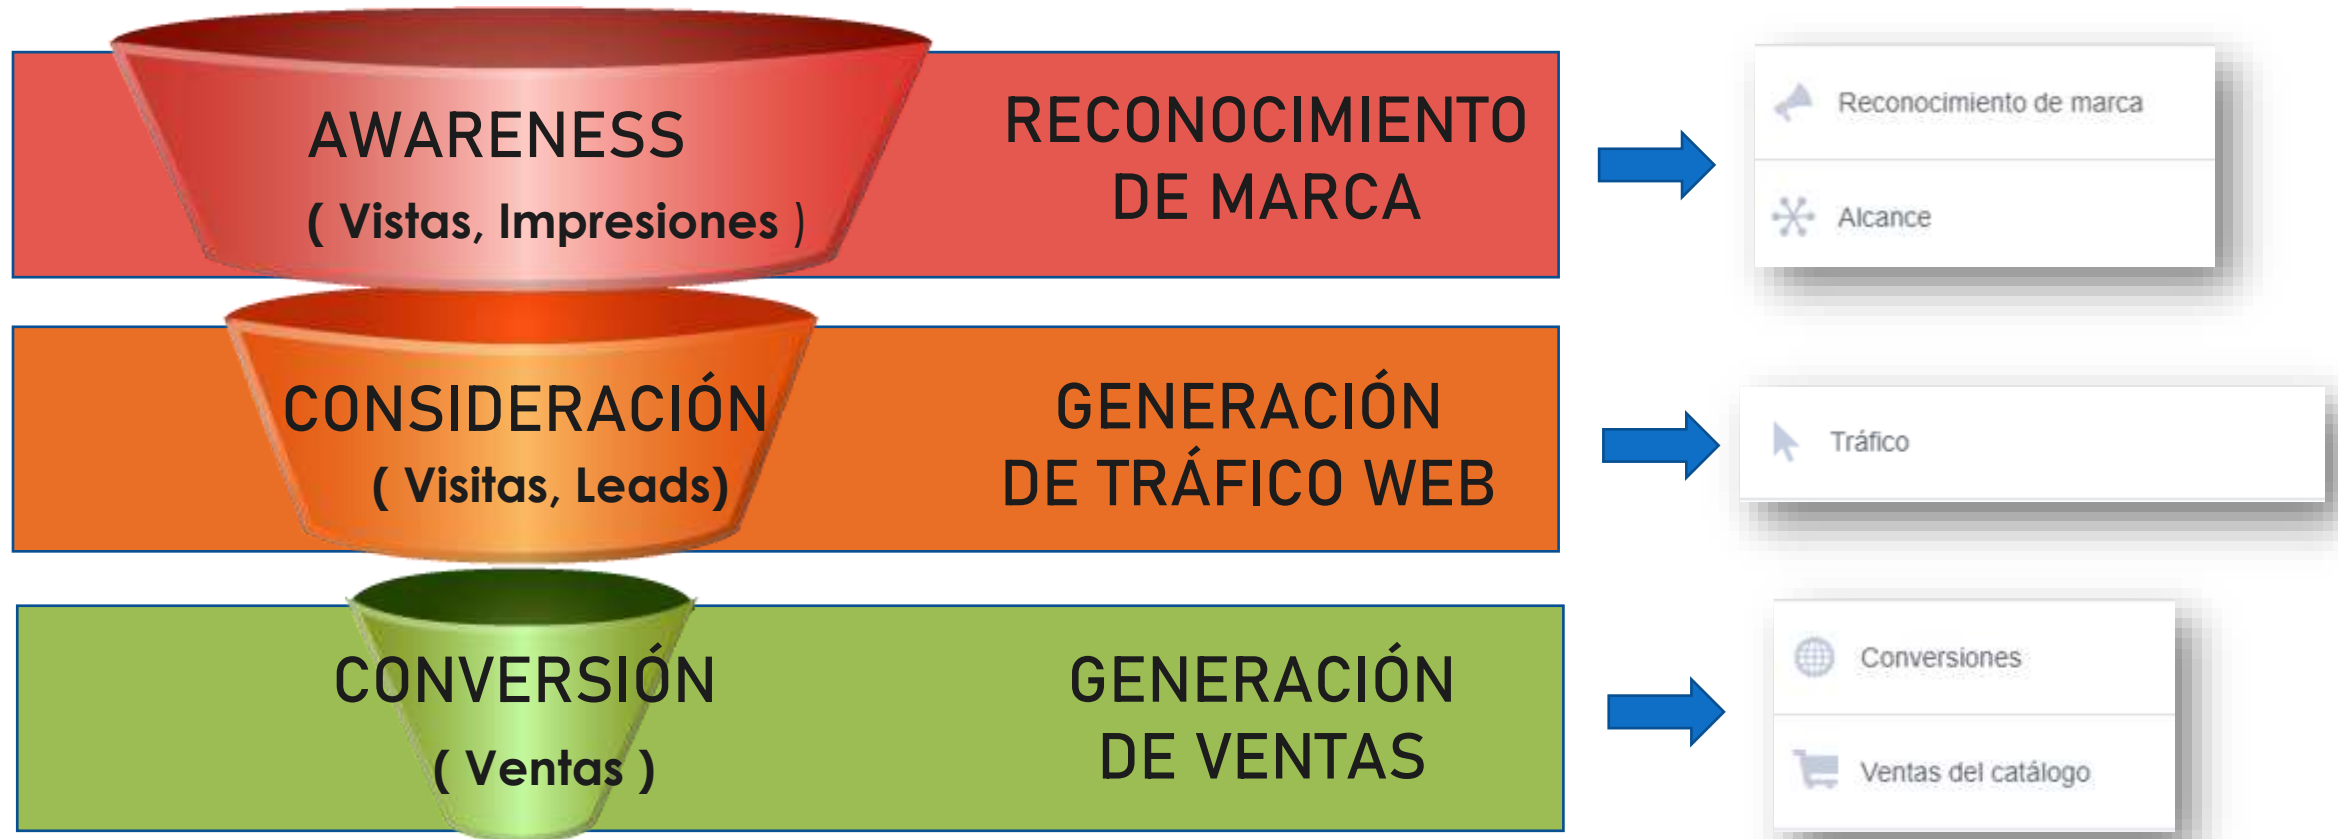 AWARENESS
( Vistas, Impresiones )
RECONOCIMIENTO
DE MARCA
Reconocimiento de marca
Alcance
CONSIDERACIÓN
( Visitas, Leads)
GENERACIÓN
DE TRÁFICO WEB
Tráfico
CONVERSIÓN
( Ventas )
GENERACIÓN
DE VENTAS
Conversiones
Ventas del catálogo